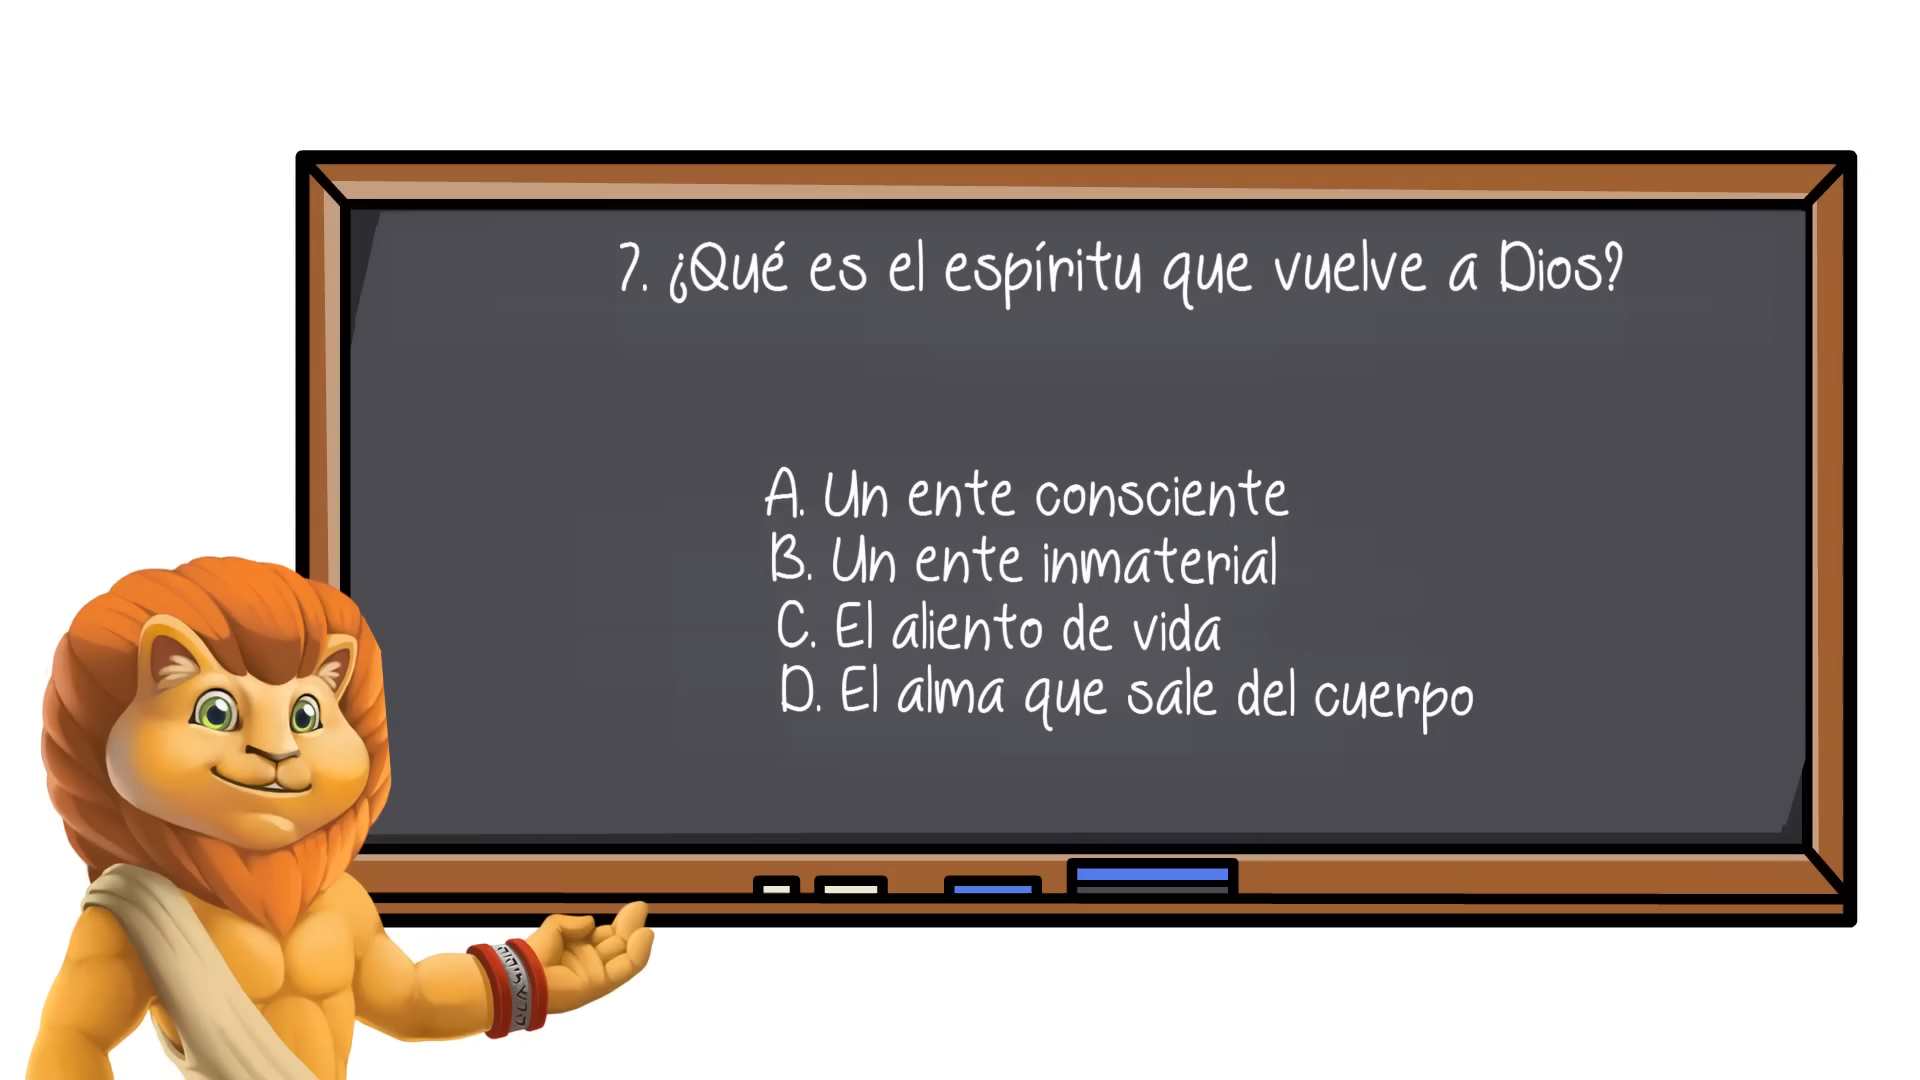 7. ¿Qué es el espíritu que vuelve a Dios?
A. Un ente consciente
B. Un ente inmaterial
C. El aliento de vida
D. El alma que sale del cuerpo